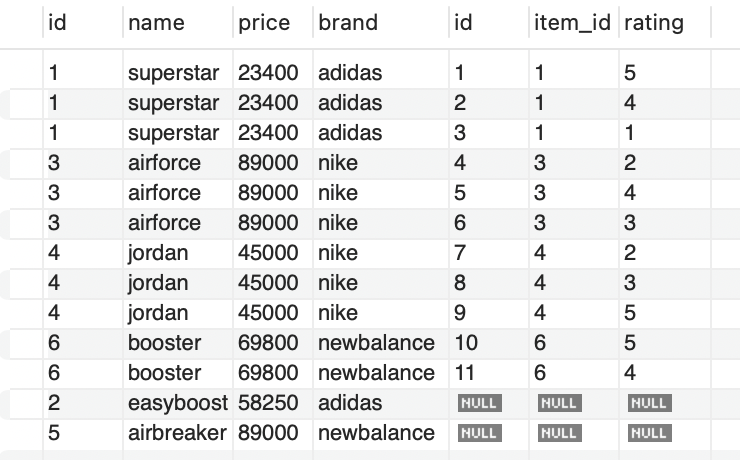 id name price brand id item_id rating
1 superstar 23400 adidas 1 1 5
1 superstar 23400 adidas 2 1 4
1 superstar 23400 adidas 3 1 1
3 airforce 89000 nike 4 3 2
3 airforce 89000 nike 5 3 4
3 airforce 89000 nike 6 3 3
4 jordan 45000 nike 7 4 2
4 jordan 45000 nike 8 4 3
4 jordan 45000 nike 9 4 5
6 booster 69800 newbalance 10 6 5
6 booster 69800 newbalance 11 6 4
2 easyboost 58250 adidas NULL NULL NULL
5 airbreaker 89000 newbalance NULL NULL NULL